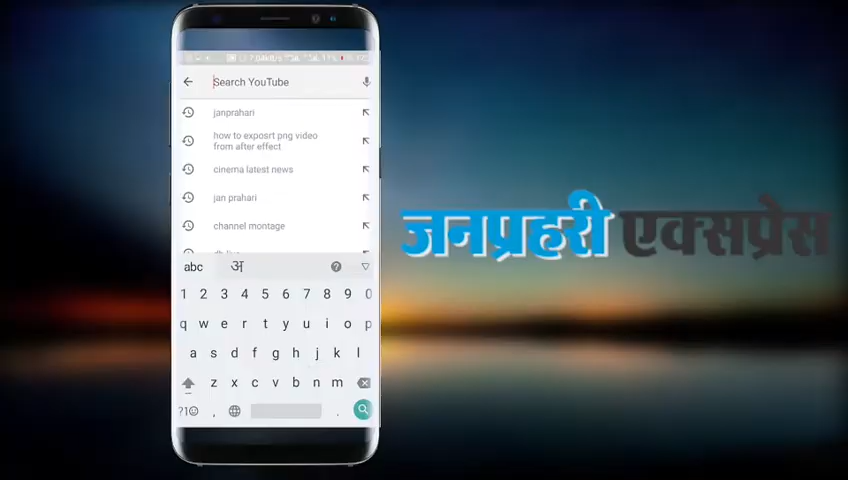 Search YouTube
janprahari
how to exposrt png video
from after effect
cinema latest news
jan prahari
channel montage
abc अ
1 2 3 4 5 6 7 8 9 0
q w e r t y u i o p
a s d f g h j k l
z x c v b n m
?1☺ , .
जनप्रहरी एक्सप्रेस